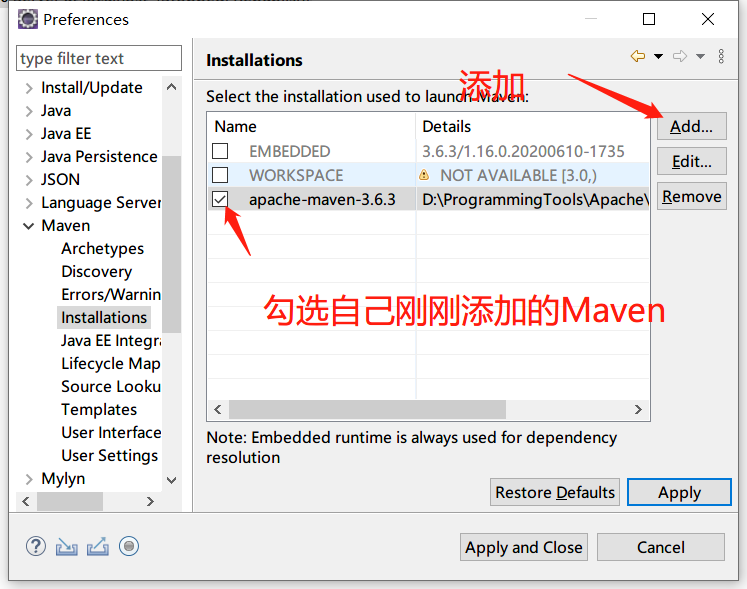 Preferences
type filter text
Install/Update
Java
Java EE
Java Persistence
JSON
Language Server
Maven
Archetypes
Discovery
Errors/Warnin
Installations
Java EE Integra
Lifecycle Map
Source Looku
Templates
User Interface
User Settings
Mylyn
Installations
添加
Select the installation used to launch Maven:
Name Details
EMBEDDED 3.6.3/1.16.0.20200610-1735
WORKSPACE NOT AVAILABLE [3.0,)
apache-maven-3.6.3 D:\ProgrammingTools\Apache\
Add...
Edit...
Remove
勾选自己刚刚添加的Maven
Note: Embedded runtime is always used for dependency
resolution
Restore Defaults Apply
Apply and Close Cancel